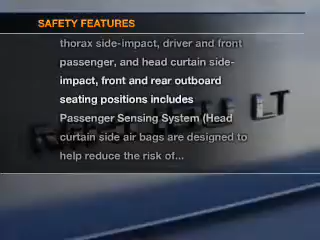 SAFETY FEATURES
thorax side-impact, driver and front
passenger, and head curtain side-
impact, front and rear outboard
seating positions includes
Passenger Sensing System (Head
curtain side air bags are designed to
help reduce the risk of...
LT